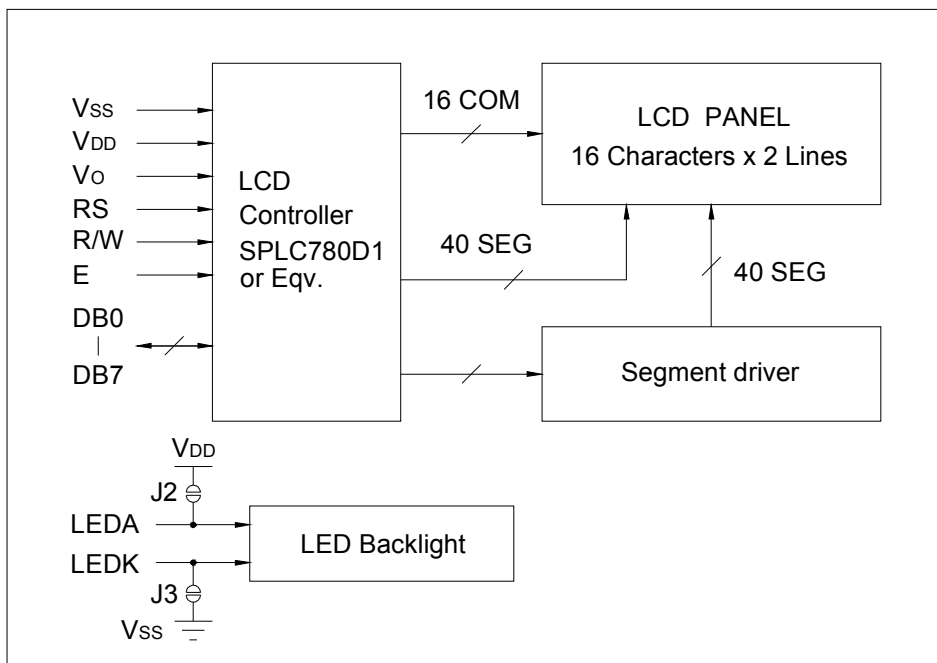 VSS
VDD
VO
RS
R/W
E
DB0
DB7
LCD
Controller
SPLC780D1
or Eqv.
16 COM
40 SEG
LCD PANEL
16 Characters x 2 Lines
40 SEG
Segment driver
VDD
J2
LEDA
LEDK
J3
VSS
LED Backlight